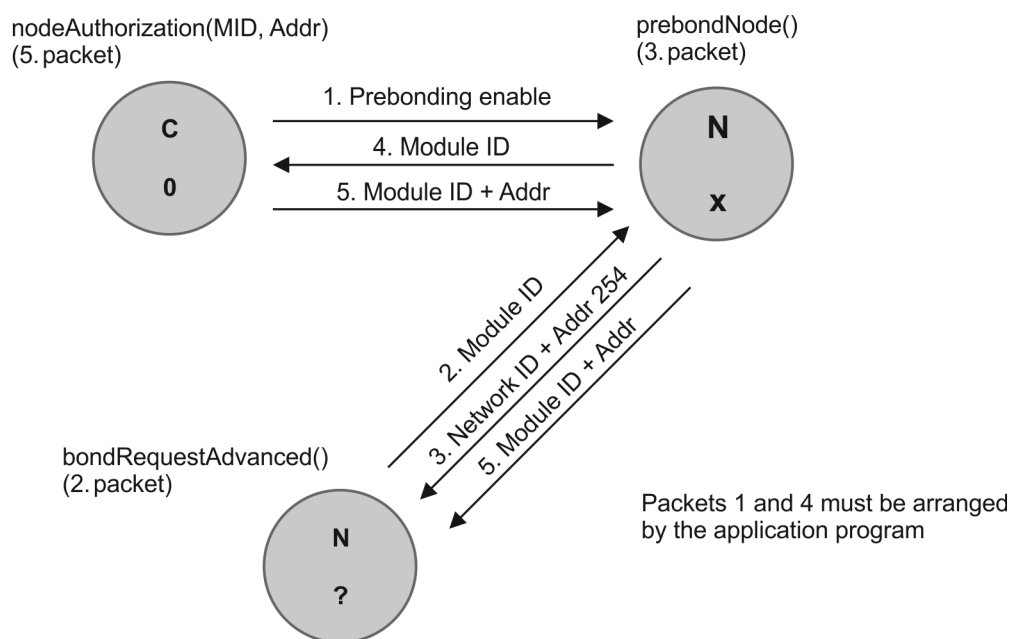 nodeAuthorization(MID, Addr)
(5. packet)
prebondNode()
(3. packet)
C
0
1. Prebonding enable
4. Module ID
5. Module ID + Addr
N
x
2. Module ID
3. Network ID + Addr 254
5. Module ID + Addr
bondRequestAdvanced()
(2. packet)
N
?
Packets 1 and 4 must be arranged
by the application program